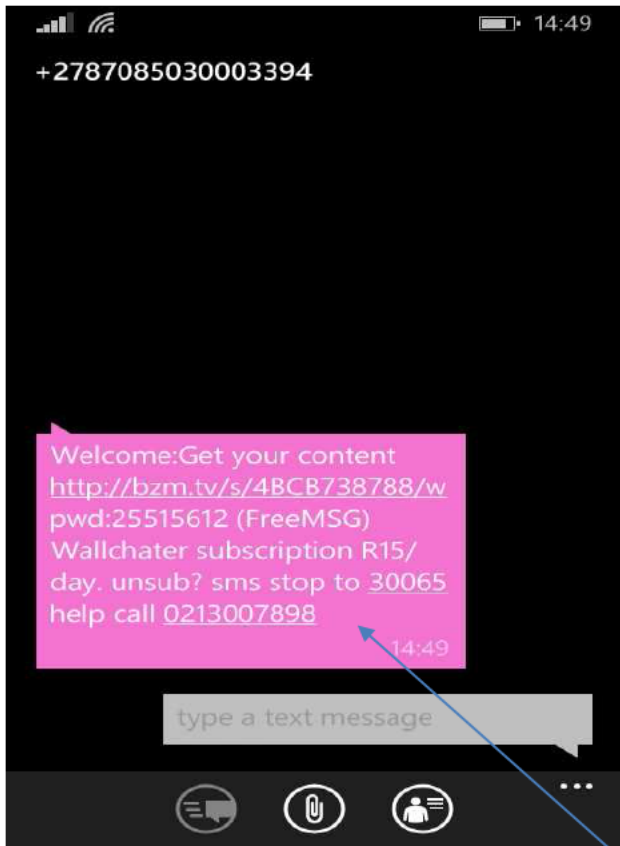 14:49
+2787085030003394
Welcome:Get your content
http://bzm.tv/s/4BCB738788/w
pwd:25515612 (FreeMSG)
Wallchater subscription R15/
day. unsub? sms stop to 30065
help call 0213007898
14:49
type a text message